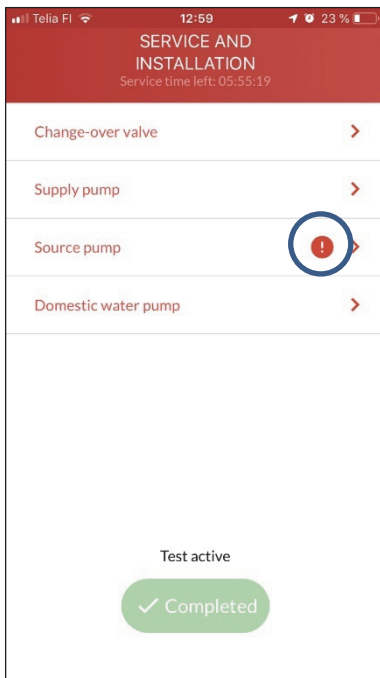 Telia FI 12:59 23 %
SERVICE AND
INSTALLATION
Service time left: 05:55:19
Change-over valve
Supply pump
Source pump
Domestic water pump
Test active
Completed